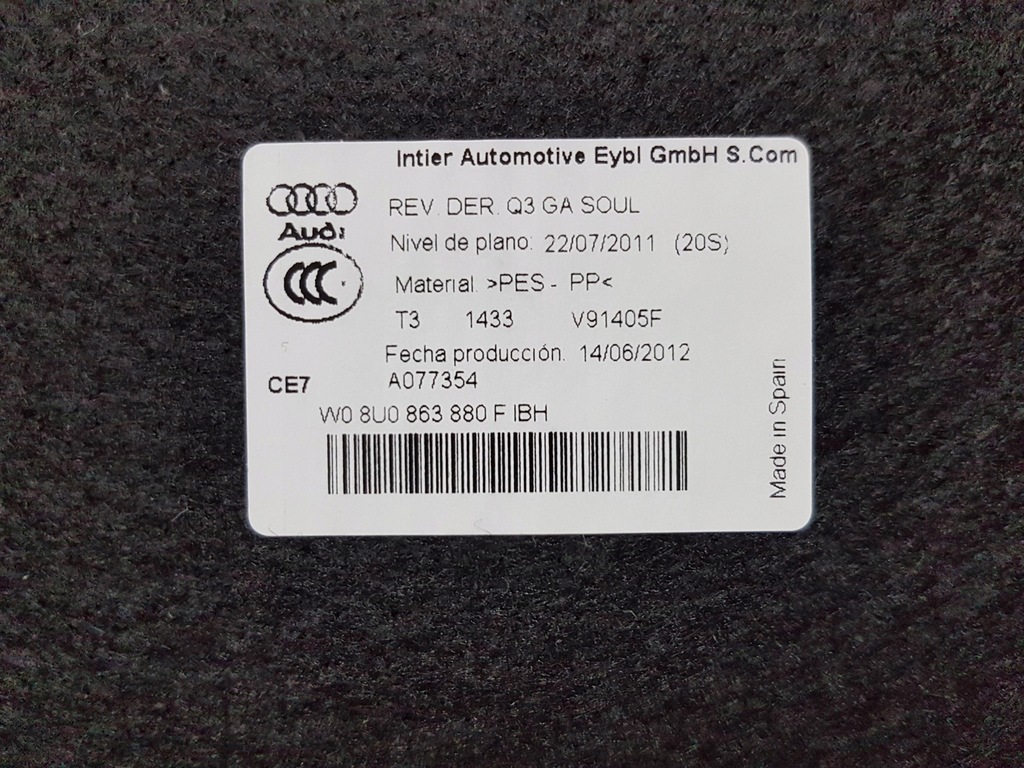 Intier Automotive Eybl GmbH S.Com
Audi
REV. DER. Q3 GA SOUL
Nivel de plano: 22/07/2011 (20S)
CCC
Material. >PES - PP<
T3 1433 V91405F
Fecha producción. 14/06/2012
CE7 A077354
W0 8U0 863 880 F IBH
Made in Spain